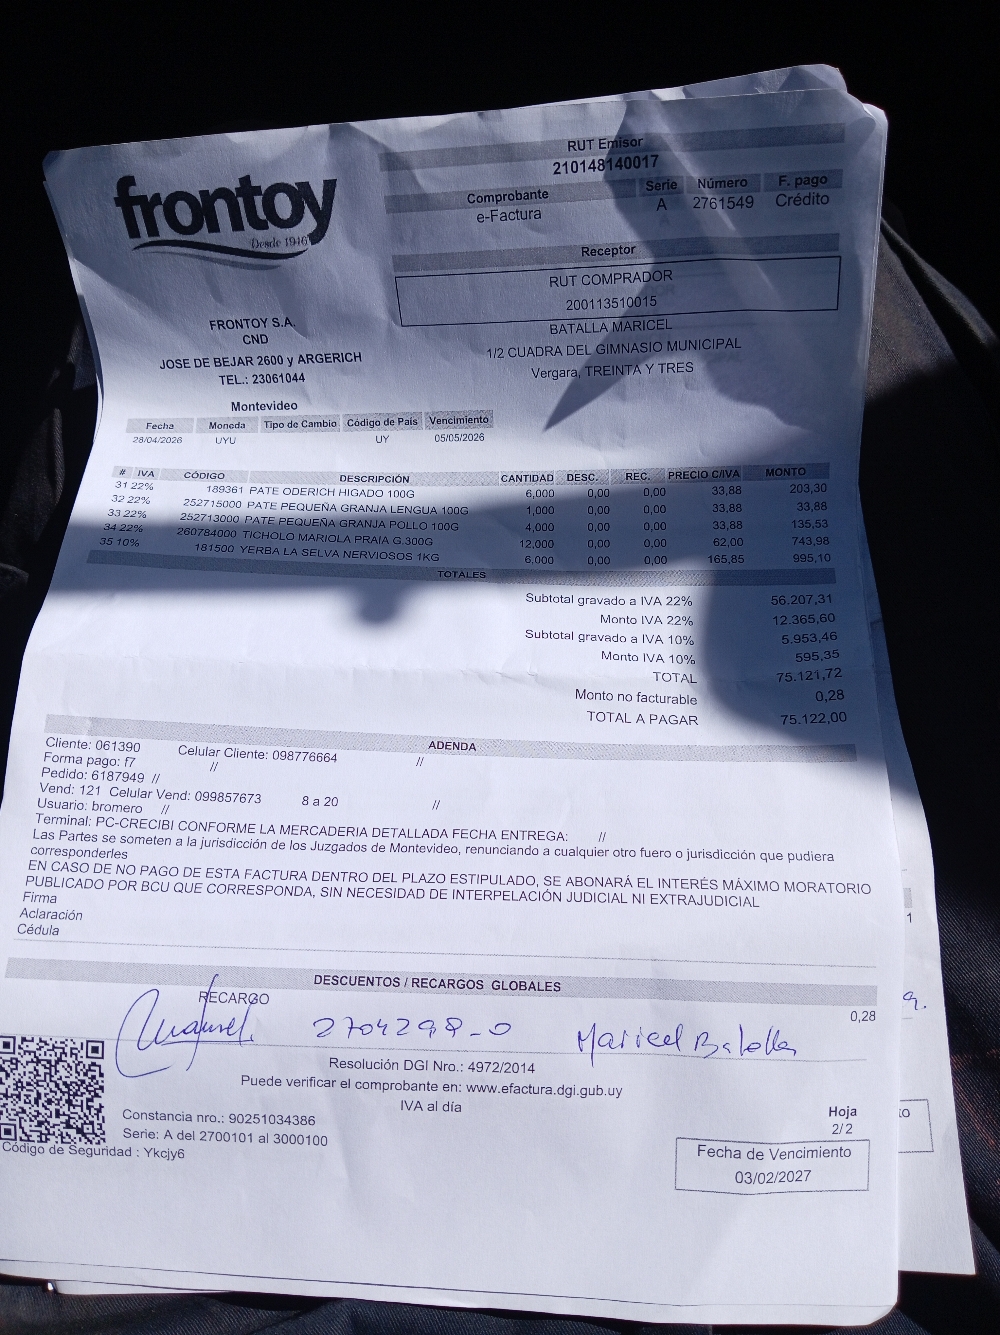 frontoy
Desde 1916
RUT Emisor
210148140017
Comprobante Serie Número F. pago
e-Factura A 2761549 Crédito
Receptor
RUT COMPRADOR
200113510015
BATALLA MARICEL
1/2 CUADRA DEL GIMNASIO MUNICIPAL
Vergara, TREINTA Y TRES
FRONTOY S.A.
CND
JOSE DE BEJAR 2600 y ARGERICH
TEL.: 23061044
Montevideo
Fecha Moneda Tipo de Cambio Código de País Vencimiento
28/04/2026 UYU UY 05/05/2026
# IVA CÓDIGO DESCRIPCIÓN CANTIDAD DESC. REC. PRECIO C/IVA MONTO
31 22% 189361 PATE ODERICH HIGADO 100G 6,000 0,00 0,00 33,88 203,30
32 22% 252715000 PATE PEQUEÑA GRANJA LENGUA 100G 1,000 0,00 0,00 33,88 33,88
33 22% 252713000 PATE PEQUEÑA GRANJA POLLO 100G 4,000 0,00 0,00 33,88 135,53
34 22% 260784000 TICHOLO MARIOLA PRAIA G.300G 12,000 0,00 0,00 62,00 743,98
35 10% 181500 YERBA LA SELVA NERVIOSOS 1KG 6,000 0,00 0,00 165,85 995,10
TOTALES
Subtotal gravado a IVA 22% 56.207,31
Monto IVA 22% 12.365,60
Subtotal gravado a IVA 10% 5.953,46
Monto IVA 10% 595,35
TOTAL 75.121,72
Monto no facturable 0,28
TOTAL A PAGAR 75.122,00
ADENDA
Cliente: 061390 Celular Cliente: 098776664 //
Forma pago: f7 //
Pedido: 6187949 //
Vend: 121 Celular Vend: 099857673 8 a 20 //
Usuario: bromero //
Terminal: PC-CRECIBI CONFORME LA MERCADERIA DETALLADA FECHA ENTREGA: //
Las Partes se someten a la jurisdicción de los Juzgados de Montevideo, renunciando a cualquier otro fuero o jurisdicción que pudiera
corresponderles
EN CASO DE NO PAGO DE ESTA FACTURA DENTRO DEL PLAZO ESTIPULADO, SE ABONARÁ EL INTERÉS MÁXIMO MORATORIO
PUBLICADO POR BCU QUE CORRESPONDA, SIN NECESIDAD DE INTERPELACIÓN JUDICIAL NI EXTRAJUDICIAL
Firma
Aclaración
Cédula
DESCUENTOS / RECARGOS GLOBALES
RECARGO 0,28
2704298-0 Maricel Batalla
Resolución DGI Nro.: 4972/2014
Puede verificar el comprobante en: www.efactura.dgi.gub.uy
IVA al día
Constancia nro.: 90251034386
Serie: A del 2700101 al 3000100
Código de Seguridad : Ykcjy6
Hoja
2/2
Fecha de Vencimiento
03/02/2027